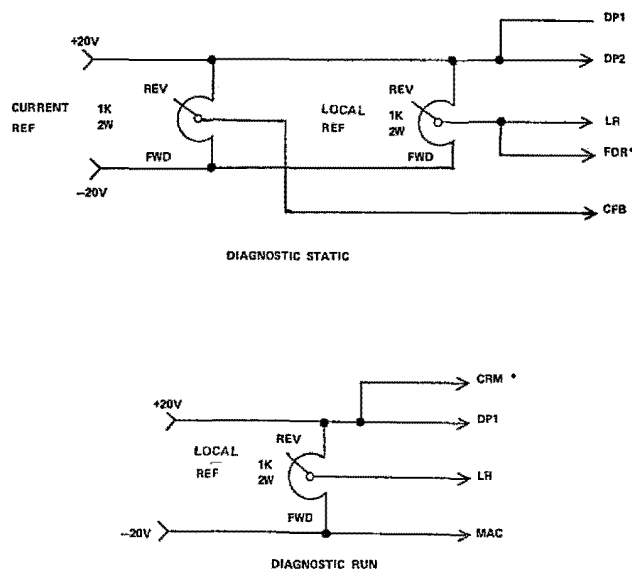 DP1
+20V
DP2
REV
REV
CURRENT REF
1K 2W
LOCAL REF
1K 2W
LR
FWD
FWD
FOR*
–20V
CFB
DIAGNOSTIC STATIC
CRM *
+20V
DP1
REV
LOCAL REF
1K 2W
LR
FWD
–20V
MAC
DIAGNOSTIC RUN